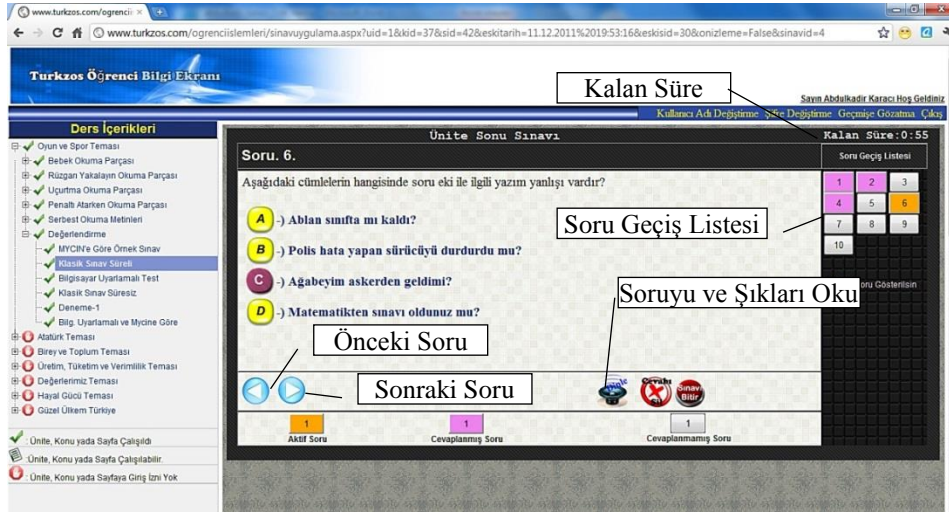 www.turkzos.com/ogrencii
www.turkzos.com/ogrenciislemleri/sinavuygulama.aspx?uid=1&kid=37&sid=42&eskitarih=11.12.2011%2019:53:16&eskisid=30&onizleme=False&sinavid=4
Turkzos Öğrenci Bilgi Ekranı
Kalan Süre
Sayın Abdulkadir Karacı Hoş Geldiniz
Kullanıcı Adı Değiştirme Şifre Değiştirme Geçmişe Gözatma Çıkış
Ders İçerikleri
Oyun ve Spor Teması
Bebek Okuma Parçası
Rüzgarı Yakalayın Okuma Parçası
Uçurtma Okuma Parçası
Penaltı Atarken Okuma Parçası
Serbest Okuma Metinleri
Değerlendirme
MYCIN'e Göre Örnek Sınav
Klasik Sınav Süreli
Bilgisayar Uyarlamalı Test
Klasik Sınav Süresiz
Deneme-1
Bilg. Uyarlamalı ve Mycine Göre
Atatürk Teması
Birey ve Toplum Teması
Üretim, Tüketim ve Verimlilik Teması
Değerlerimiz Teması
Hayal Gücü Teması
Güzel Ülkem Türkiye
: Ünite, Konu yada Sayfa Çalışıldı
: Ünite, Konu yada Sayfa Çalışılabilir.
: Ünite, Konu yada Sayfaya Giriş İzni Yok
Ünite Sonu Sınavı
Kalan Süre:0:55
Soru. 6.
Soru Geçiş Listesi
Aşağıdaki cümlelerin hangisinde soru eki ile ilgili yazım yanlışı vardır?
A -) Ablan sınıfta mı kaldı?
B -) Polis hata yapan sürücüyü durdurdu mu?
C -) Ağabeyim askerden geldimi?
D -) Matematikten sınavı oldunuz mu?
1 2 3
4 5 6
7 8 9
10
Soru Geçiş Listesi
Soruyu ve Şıkları Oku
Gösterilsin
Önceki Soru
Sonraki Soru
Cevabı Sil
Sınavı Bitir
1
Aktif Soru
1
Cevaplanmış Soru
1
Cevaplanmamış Soru